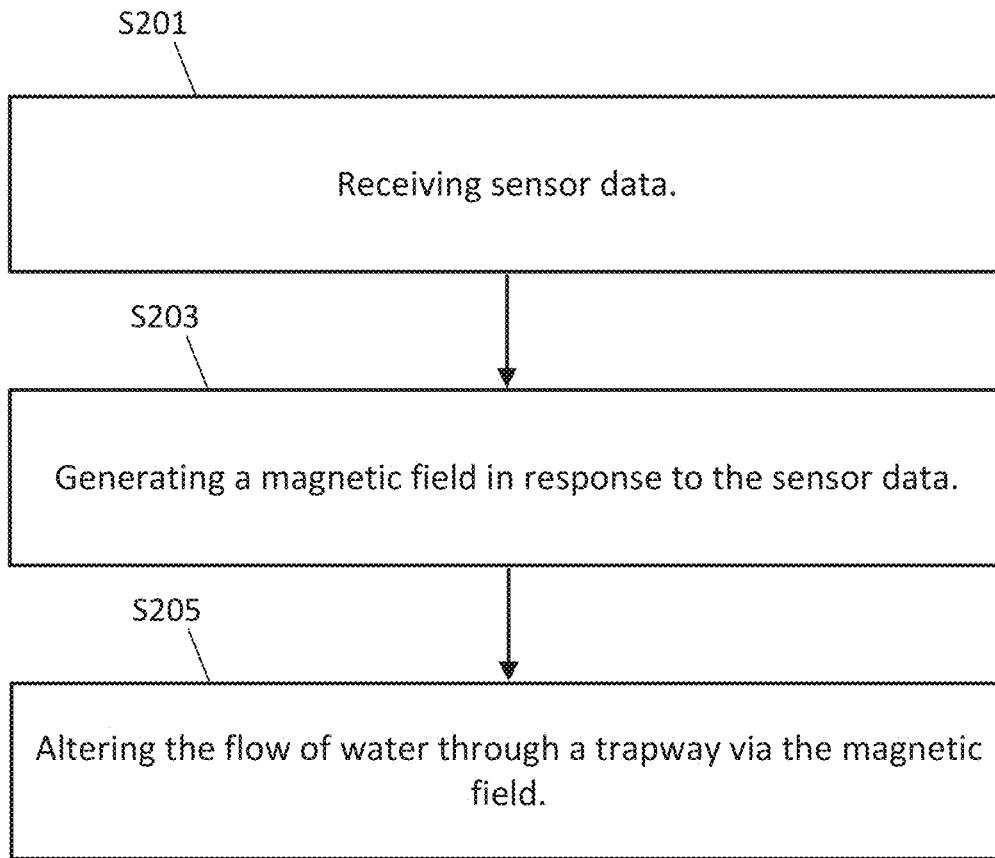 S201
Receiving sensor data.
S203
Generating a magnetic field in response to the sensor data.
S205
Altering the flow of water through a trapway via the magnetic
field.